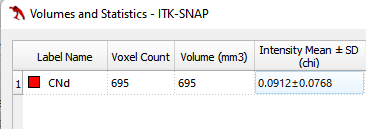 Volumes and Statistics - ITK-SNAP
Label Name Voxel Count Volume (mm3) Intensity Mean ± SD
(chi)
1 CNd 695 695 0.0912±0.0768